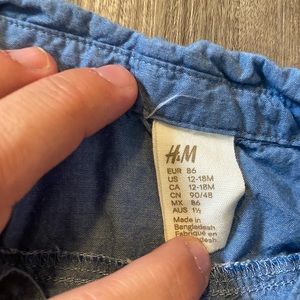 H&M
EUR 86
US 12-18M
CA 12-18M
CN 90/48
MX 86
AUS 1½
Made in
Bangladesh
Fabriqué en